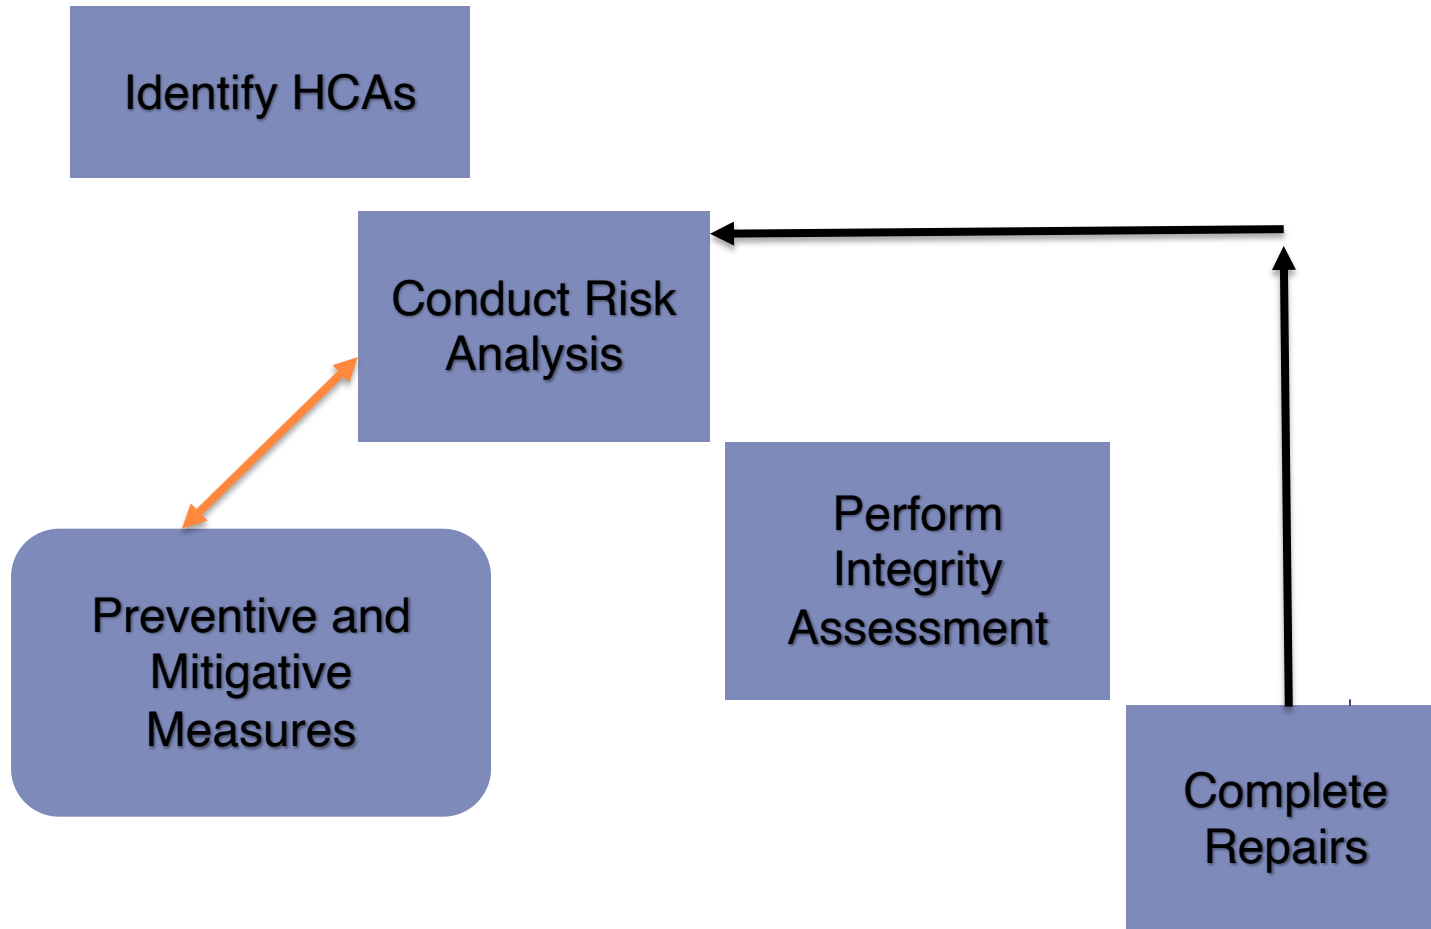 Identify HCAs
Conduct Risk
Analysis
Perform
Integrity
Assessment
Preventive and
Mitigative
Measures
Complete
Repairs